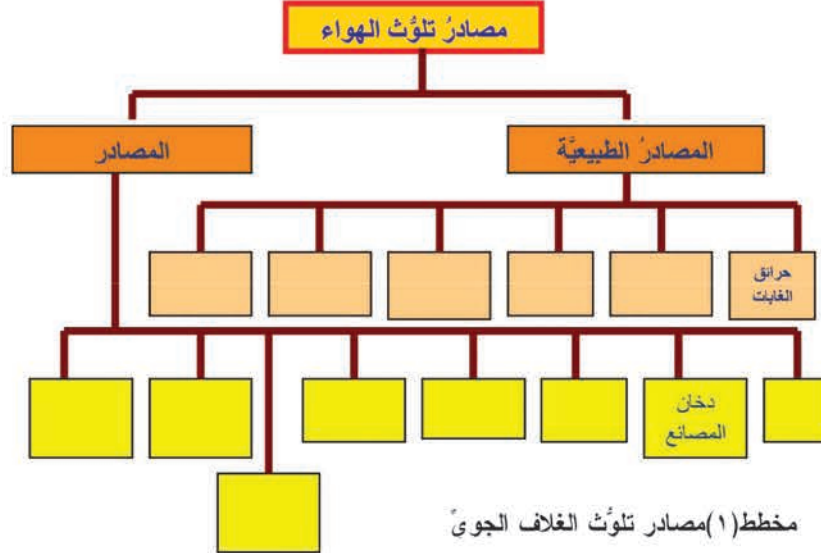 مصادرُ تلوُّث الهواء
المصادرُ الطبيعيَّة
المصادر
حرائق
الغابات
دخان
المصانع
مخطط(١)مصادر تلوُّث الغلاف الجويّ